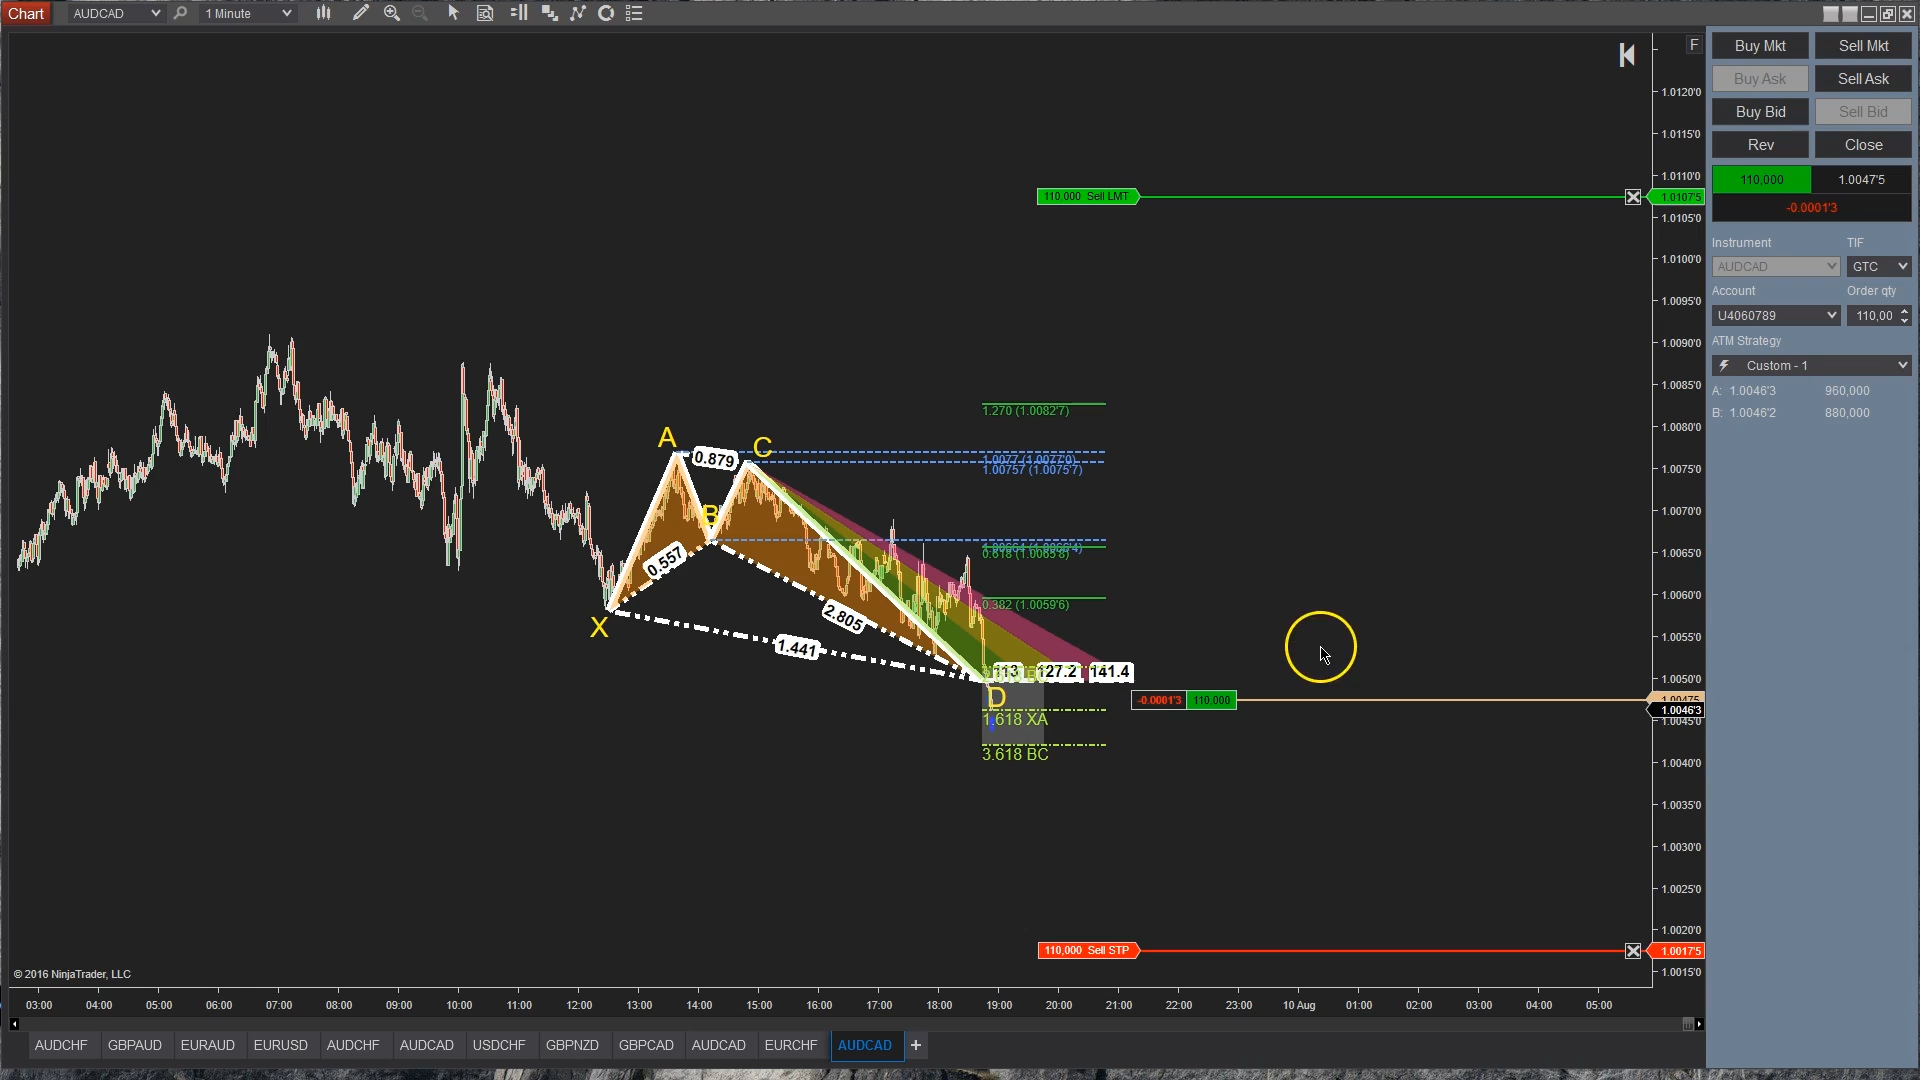 Chart AUDCAD 1 Minute
F
Buy Mkt Sell Mkt
Buy Ask Sell Ask
Buy Bid Sell Bid
Rev Close
110,000 1.0047'5
-0.0001'3
Instrument TIF
AUDCAD GTC
Account Order qty
U4060789 110,00
ATM Strategy
Custom - 1
A: 1.0046'3 960,000
B: 1.0046'2 880,000
1.0120'0
1.0115'0
1.0110'0
1.0107'5
1.0105'0
1.0100'0
1.0095'0
1.0090'0
1.0085'0
1.0080'0
1.0075'0
1.0070'0
1.0065'0
1.0060'0
1.0055'0
1.0050'0
1.0047'5
1.0046'3
1.0045'0
1.0040'0
1.0035'0
1.0030'0
1.0025'0
1.0020'0
1.0017'5
1.0015'0
110,000 Sell LMT
1.270 (1.0082'7)
A
0.879
C
1.0077 (1.0077'0)
1.00757 (1.0075'7)
B
0.618 (1.0065'8)
0.557
0.382 (1.0059'6)
X
2.805
1.441
113 127.2 141.4
D
-0.0001'3 110,000
1.618 XA
3.618 BC
110,000 Sell STP
© 2016 NinjaTrader, LLC
03:00 04:00 05:00 06:00 07:00 08:00 09:00 10:00 11:00 12:00 13:00 14:00 15:00 16:00 17:00 18:00 19:00 20:00 21:00 22:00 23:00 10 Aug 01:00 02:00 03:00 04:00 05:00
AUDCHF GBPAUD EURAUD EURUSD AUDCHF AUDCAD USDCHF GBPNZD GBPCAD AUDCAD EURCHF AUDCAD +